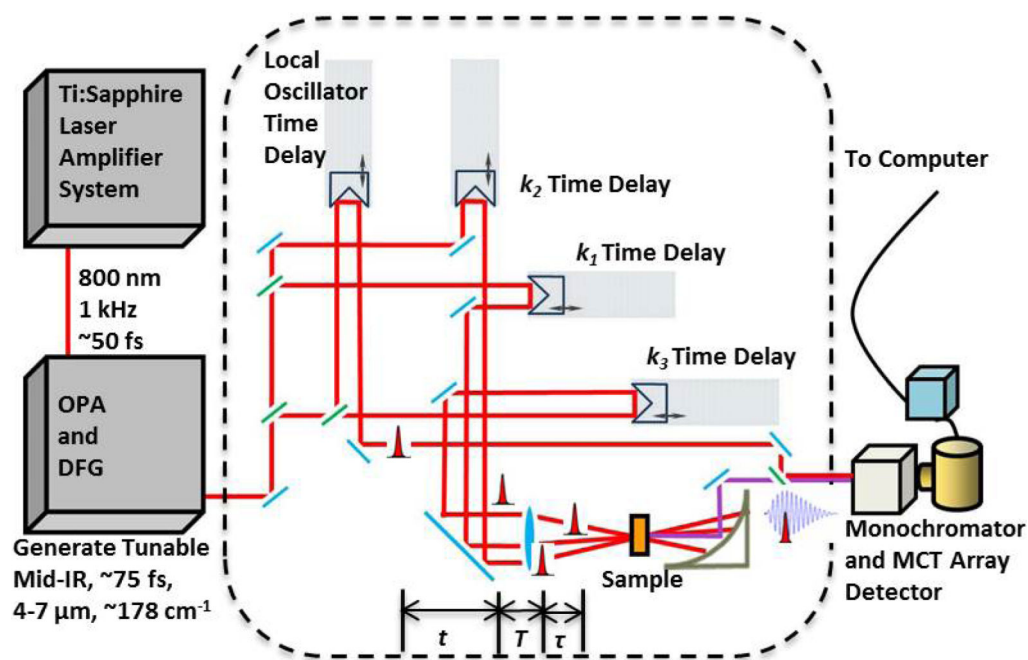 Ti:Sapphire
Laser
Amplifier
System
800 nm
1 kHz
~50 fs
OPA
and
DFG
Generate Tunable
Mid-IR, ~75 fs,
4-7 μm, ~178 cm⁻¹
Local
Oscillator
Time
Delay
k₂ Time Delay
k₁ Time Delay
k₃ Time Delay
Sample
t
T
τ
To Computer
Monochromator
and MCT Array
Detector